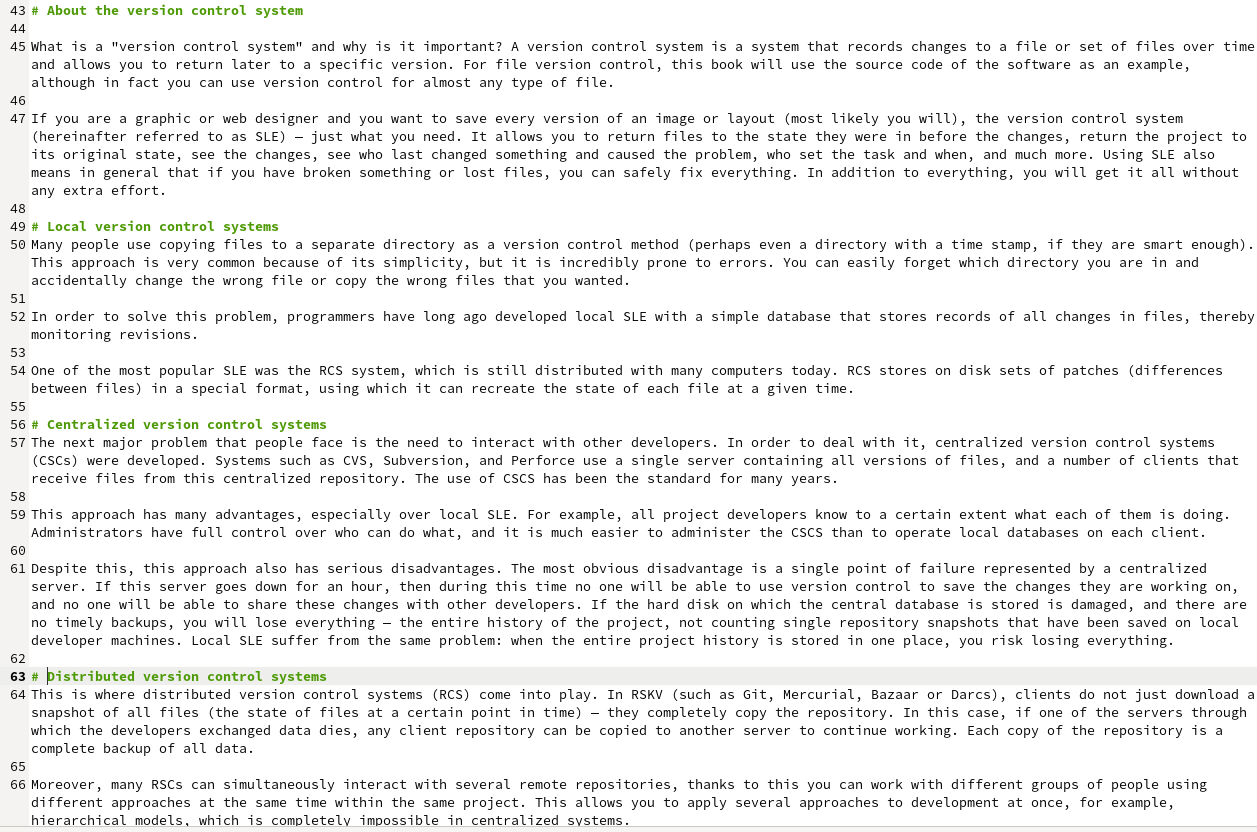 43 # About the version control system
44
45 What is a "version control system" and why is it important? A version control system is a system that records changes to a file or set of files over time
and allows you to return later to a specific version. For file version control, this book will use the source code of the software as an example,
although in fact you can use version control for almost any type of file.
46
47 If you are a graphic or web designer and you want to save every version of an image or layout (most likely you will), the version control system
(hereinafter referred to as SLE) — just what you need. It allows you to return files to the state they were in before the changes, return the project to
its original state, see the changes, see who last changed something and caused the problem, who set the task and when, and much more. Using SLE also
means in general that if you have broken something or lost files, you can safely fix everything. In addition to everything, you will get it all without
any extra effort.
48
49 # Local version control systems
50 Many people use copying files to a separate directory as a version control method (perhaps even a directory with a time stamp, if they are smart enough).
This approach is very common because of its simplicity, but it is incredibly prone to errors. You can easily forget which directory you are in and
accidentally change the wrong file or copy the wrong files that you wanted.
51
52 In order to solve this problem, programmers have long ago developed local SLE with a simple database that stores records of all changes in files, thereby
monitoring revisions.
53
54 One of the most popular SLE was the RCS system, which is still distributed with many computers today. RCS stores on disk sets of patches (differences
between files) in a special format, using which it can recreate the state of each file at a given time.
55
56 # Centralized version control systems
57 The next major problem that people face is the need to interact with other developers. In order to deal with it, centralized version control systems
(CSCs) were developed. Systems such as CVS, Subversion, and Perforce use a single server containing all versions of files, and a number of clients that
receive files from this centralized repository. The use of CSCS has been the standard for many years.
58
59 This approach has many advantages, especially over local SLE. For example, all project developers know to a certain extent what each of them is doing.
Administrators have full control over who can do what, and it is much easier to administer the CSCS than to operate local databases on each client.
60
61 Despite this, this approach also has serious disadvantages. The most obvious disadvantage is a single point of failure represented by a centralized
server. If this server goes down for an hour, then during this time no one will be able to use version control to save the changes they are working on,
and no one will be able to share these changes with other developers. If the hard disk on which the central database is stored is damaged, and there are
no timely backups, you will lose everything — the entire history of the project, not counting single repository snapshots that have been saved on local
developer machines. Local SLE suffer from the same problem: when the entire project history is stored in one place, you risk losing everything.
62
63 # Distributed version control systems
64 This is where distributed version control systems (RCS) come into play. In RSKV (such as Git, Mercurial, Bazaar or Darcs), clients do not just download a
snapshot of all files (the state of files at a certain point in time) — they completely copy the repository. In this case, if one of the servers through
which the developers exchanged data dies, any client repository can be copied to another server to continue working. Each copy of the repository is a
complete backup of all data.
65
66 Moreover, many RSCs can simultaneously interact with several remote repositories, thanks to this you can work with different groups of people using
different approaches at the same time within the same project. This allows you to apply several approaches to development at once, for example,
hierarchical models, which is completely impossible in centralized systems.